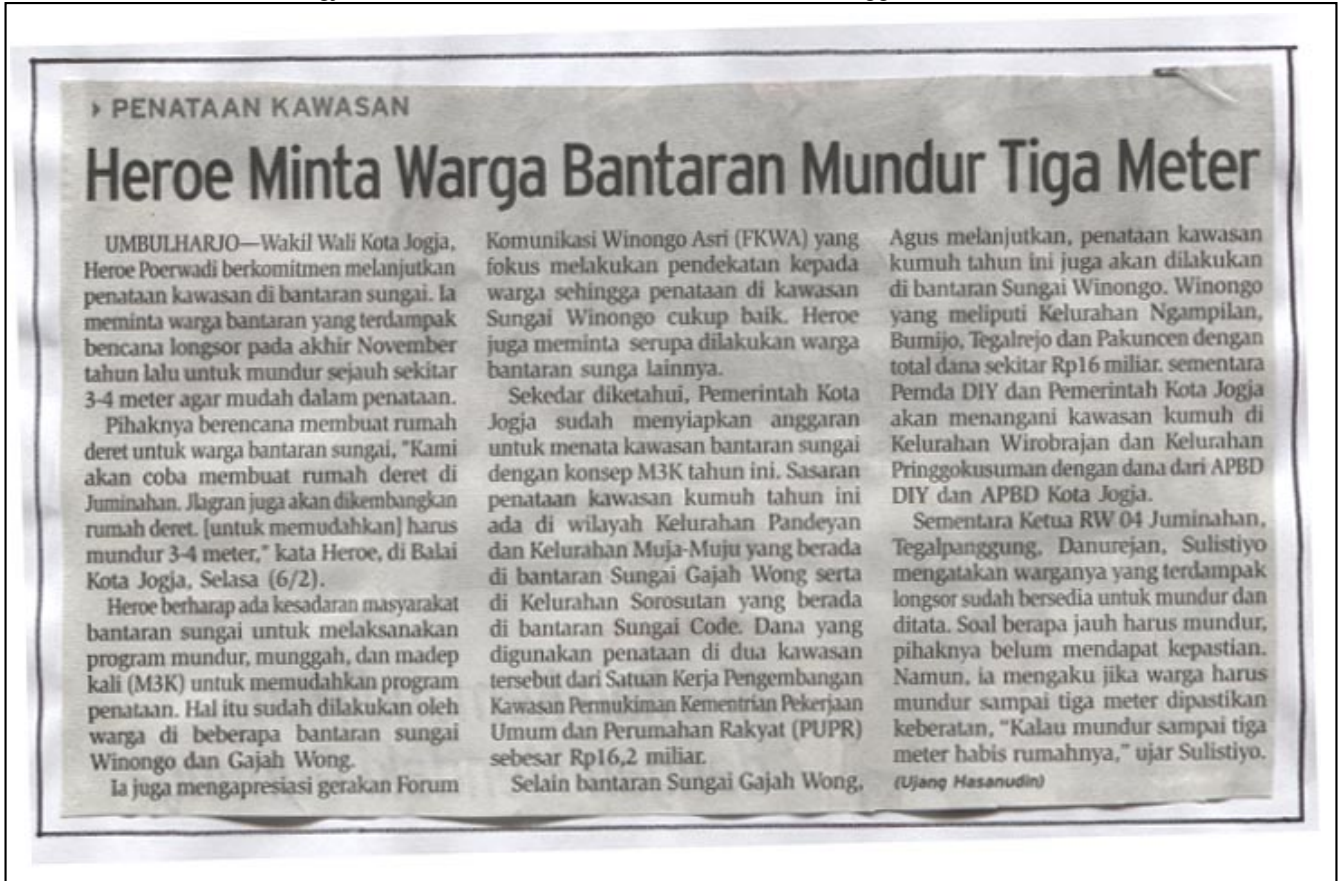 › PENATAAN KAWASAN
Heroe Minta Warga Bantaran Mundur Tiga Meter
UMBULHARJO—Wakil Wali Kota Jogja,
Heroe Poerwadi berkomitmen melanjutkan
penataan kawasan di bantaran sungai. Ia
meminta warga bantaran yang terdampak
bencana longsor pada akhir November
tahun lalu untuk mundur sejauh sekitar
3-4 meter agar mudah dalam penataan.
Pihaknya berencana membuat rumah
deret untuk warga bantaran sungai, "Kami
akan coba membuat rumah deret di
Juminahan. Jlagran juga akan dikembangkan
rumah deret. [untuk memudahkan] harus
mundur 3-4 meter," kata Heroe, di Balai
Kota Jogja, Selasa (6/2).
Heroe berharap ada kesadaran masyarakat
bantaran sungai untuk melaksanakan
program mundur, munggah, dan madep
kali (M3K) untuk memudahkan program
penataan. Hal itu sudah dilakukan oleh
warga di beberapa bantaran sungai
Winongo dan Gajah Wong.
Ia juga mengapresiasi gerakan Forum
Komunikasi Winongo Asri (FKWA) yang
fokus melakukan pendekatan kepada
warga sehingga penataan di kawasan
Sungai Winongo cukup baik. Heroe
juga meminta serupa dilakukan warga
bantaran sunga lainnya.
Sekedar diketahui, Pemerintah Kota
Jogja sudah menyiapkan anggaran
untuk menata kawasan bantaran sungai
dengan konsep M3K tahun ini. Sasaran
penataan kawasan kumuh tahun ini
ada di wilayah Kelurahan Pandeyan
dan Kelurahan Muja-Muju yang berada
di bantaran Sungai Gajah Wong serta
di Kelurahan Sorosutan yang berada
di bantaran Sungai Code. Dana yang
digunakan penataan di dua kawasan
tersebut dari Satuan Kerja Pengembangan
Kawasan Permukiman Kementrian Pekerjaan
Umum dan Perumahan Rakyat (PUPR)
sebesar Rp16,2 miliar.
Selain bantaran Sungai Gajah Wong,
Agus melanjutkan, penataan kawasan
kumuh tahun ini juga akan dilakukan
di bantaran Sungai Winongo. Winongo
yang meliputi Kelurahan Ngampilan,
Bumijo, Tegalrejo dan Pakuncen dengan
total dana sekitar Rp16 miliar. sementara
Pemda DIY dan Pemerintah Kota Jogja
akan menangani kawasan kumuh di
Kelurahan Wirobrajan dan Kelurahan
Pringgokusuman dengan dana dari APBD
DIY dan APBD Kota Jogja.
Sementara Ketua RW 04 Juminahan,
Tegalpanggung, Danurejan, Sulistiyo
mengatakan warganya yang terdampak
longsor sudah bersedia untuk mundur dan
ditata. Soal berapa jauh harus mundur,
pihaknya belum mendapat kepastian.
Namun, ia mengaku jika warga harus
mundur sampai tiga meter dipastikan
keberatan, "Kalau mundur sampai tiga
meter habis rumahnya," ujar Sulistiyo.
(Ujang Hasanudin)